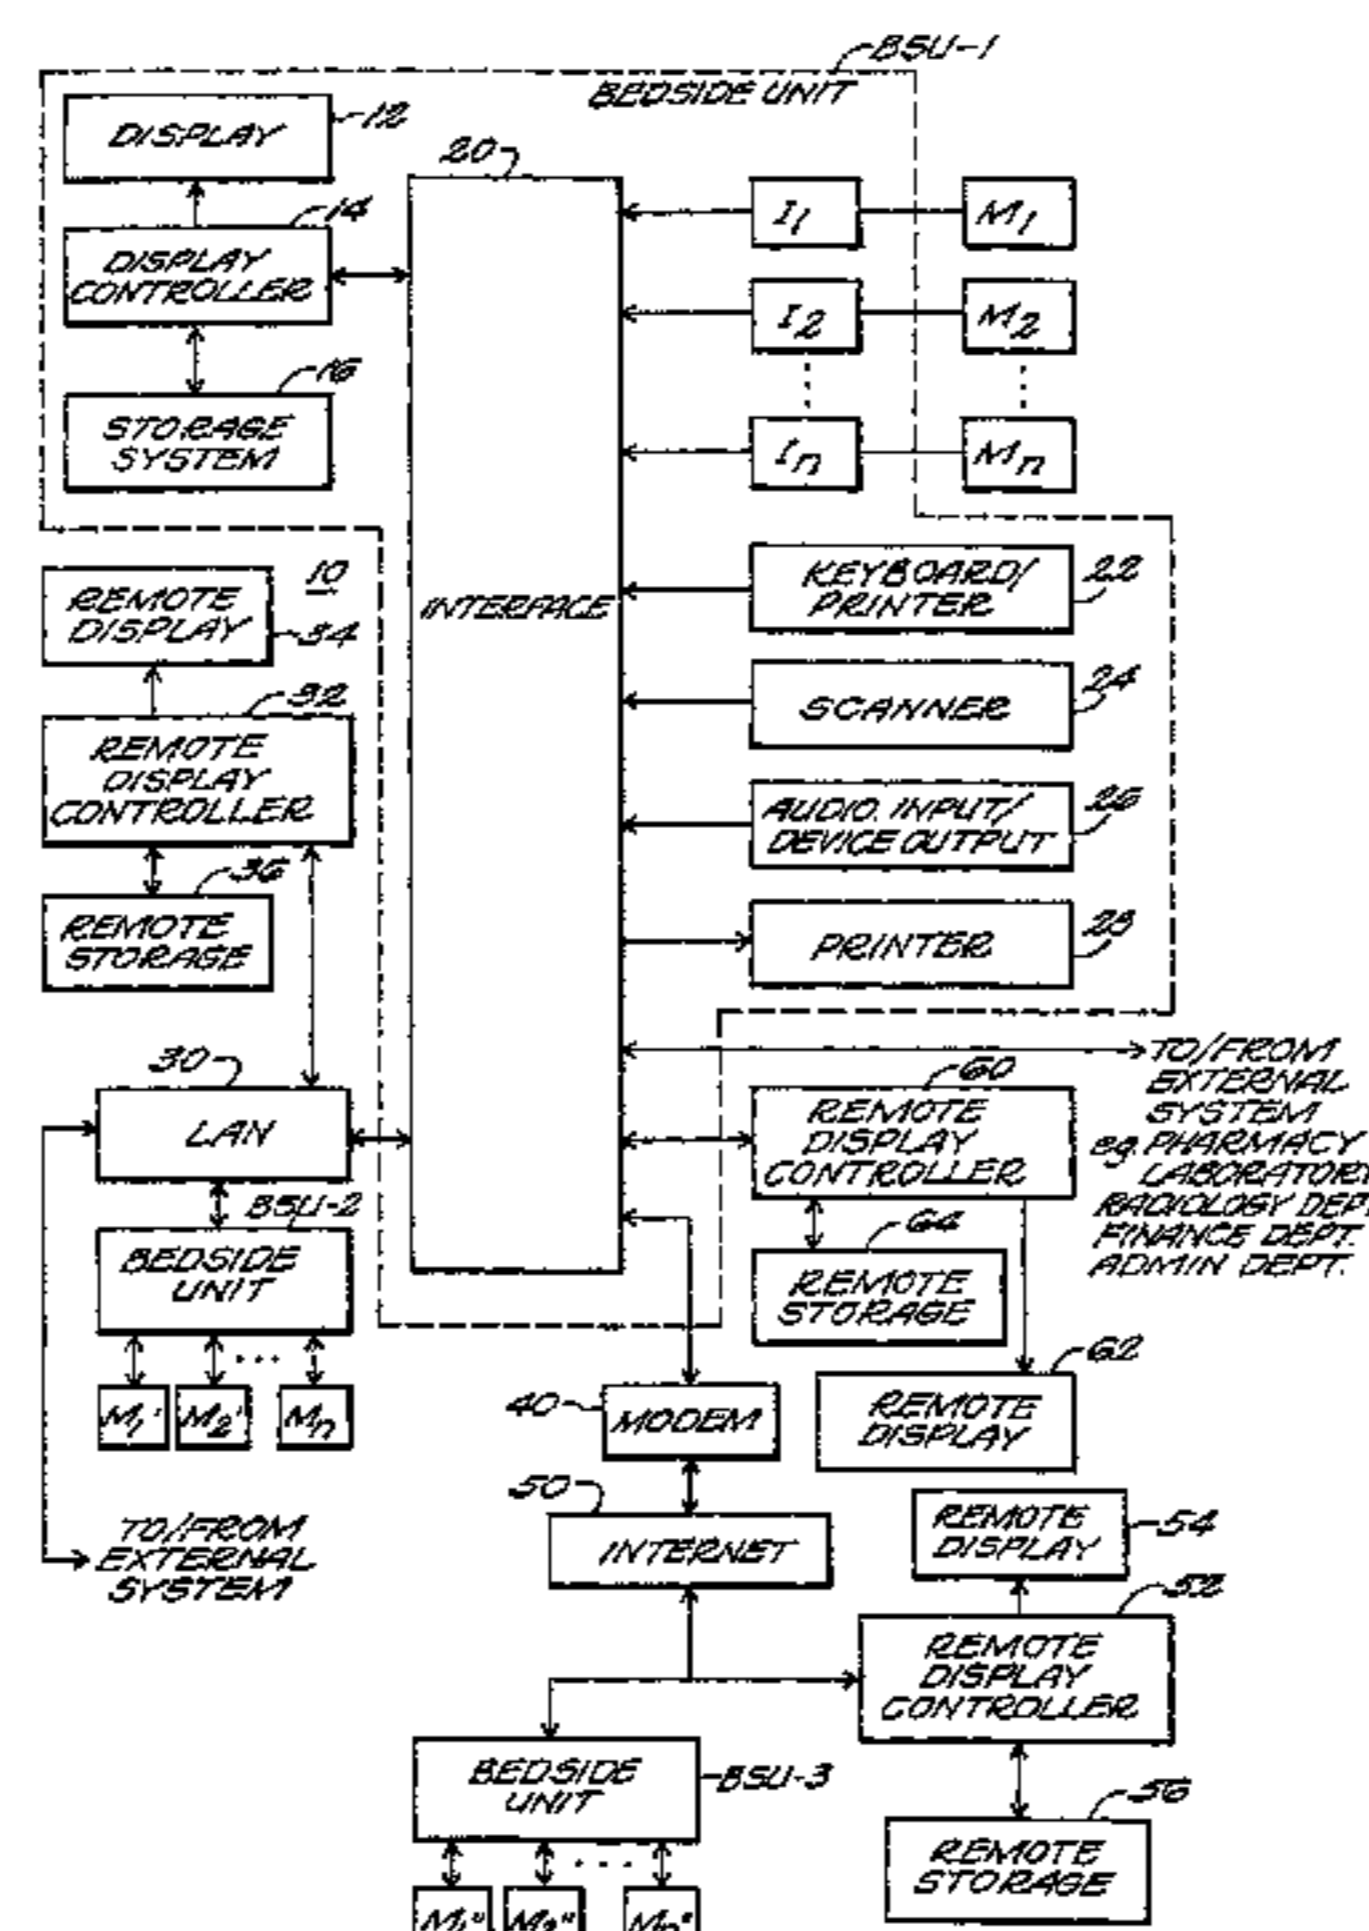 BSU-1
BEDSIDE UNIT
DISPLAY
12
20
14
DISPLAY
CONTROLLER
16
STORAGE
SYSTEM
I1
M1
I2
M2
In
Mn
INTERFACE
10
REMOTE
DISPLAY
34
32
REMOTE
DISPLAY
CONTROLLER
36
REMOTE
STORAGE
KEYBOARD/
PRINTER
22
SCANNER
24
AUDIO INPUT/
DEVICE OUTPUT
26
PRINTER
28
30
LAN
BSU-2
BEDSIDE
UNIT
M1'
M2'
Mn
TO/FROM
EXTERNAL
SYSTEM
60
REMOTE
DISPLAY
CONTROLLER
64
REMOTE
STORAGE
62
REMOTE
DISPLAY
TO/FROM
EXTERNAL
SYSTEM
eg. PHARMACY
LABORATORY
RADIOLOGY DEPT
FINANCE DEPT.
ADMIN DEPT.
40
MODEM
50
INTERNET
REMOTE
DISPLAY
54
52
REMOTE
DISPLAY
CONTROLLER
56
REMOTE
STORAGE
BEDSIDE
UNIT
BSU-3
M1"
M2"
Mn"